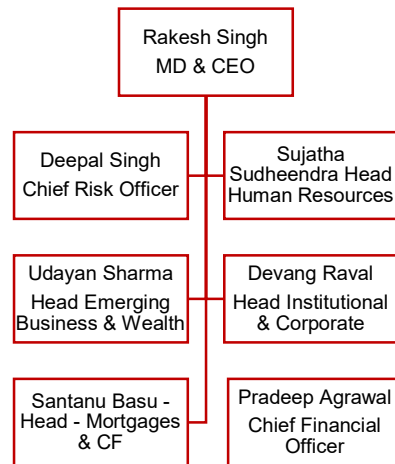 Rakesh Singh
MD & CEO
Deepal Singh
Chief Risk Officer
Sujatha
Sudheendra Head
Human Resources
Udayan Sharma
Head Emerging
Business & Wealth
Devang Raval
Head Institutional
& Corporate
Santanu Basu -
Head - Mortgages
& CF
Pradeep Agrawal
Chief Financial
Officer